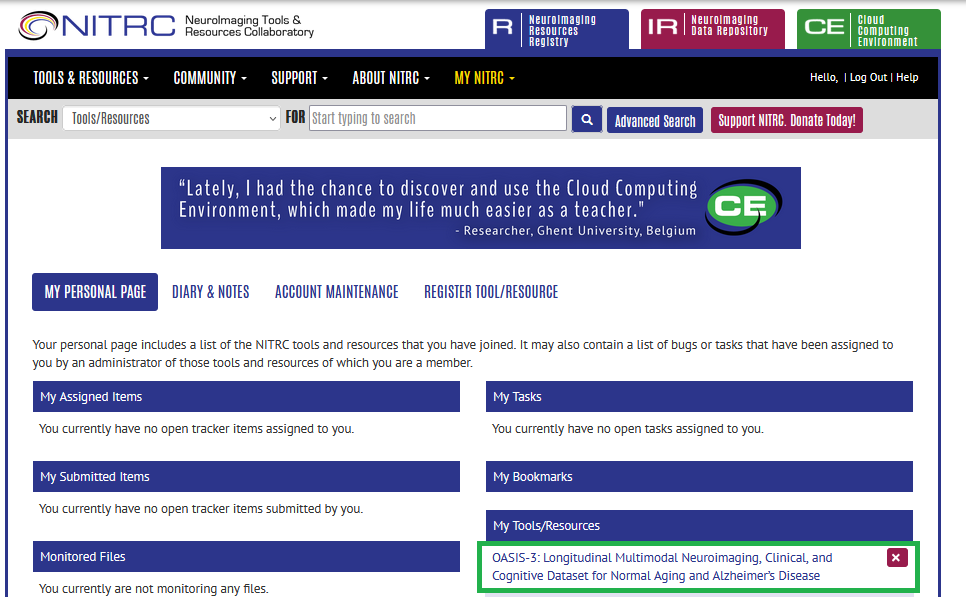 NITRC NeuroImaging Tools &
Resources Collaboratory
R NeuroImaging
Resources
Registry
IR NeuroImaging
Data Repository
CE Cloud
Computing
Environment
TOOLS & RESOURCES COMMUNITY SUPPORT ABOUT NITRC MY NITRC Hello, | Log Out | Help
SEARCH Tools/Resources FOR Start typing to search Advanced Search Support NITRC. Donate Today!
“Lately, I had the chance to discover and use the Cloud Computing
Environment, which made my life much easier as a teacher."
- Researcher, Ghent University, Belgium
CE
MY PERSONAL PAGE DIARY & NOTES ACCOUNT MAINTENANCE REGISTER TOOL/RESOURCE
Your personal page includes a list of the NITRC tools and resources that you have joined. It may also contain a list of bugs or tasks that have been assigned to
you by an administrator of those tools and resources of which you are a member.
My Assigned Items
You currently have no open tracker items assigned to you.
My Submitted Items
You currently have no open tracker items submitted by you.
Monitored Files
You currently are not monitoring any files.
My Tasks
You currently have no open tasks assigned to you.
My Bookmarks
My Tools/Resources
OASIS-3: Longitudinal Multimodal Neuroimaging, Clinical, and
Cognitive Dataset for Normal Aging and Alzheimer’s Disease